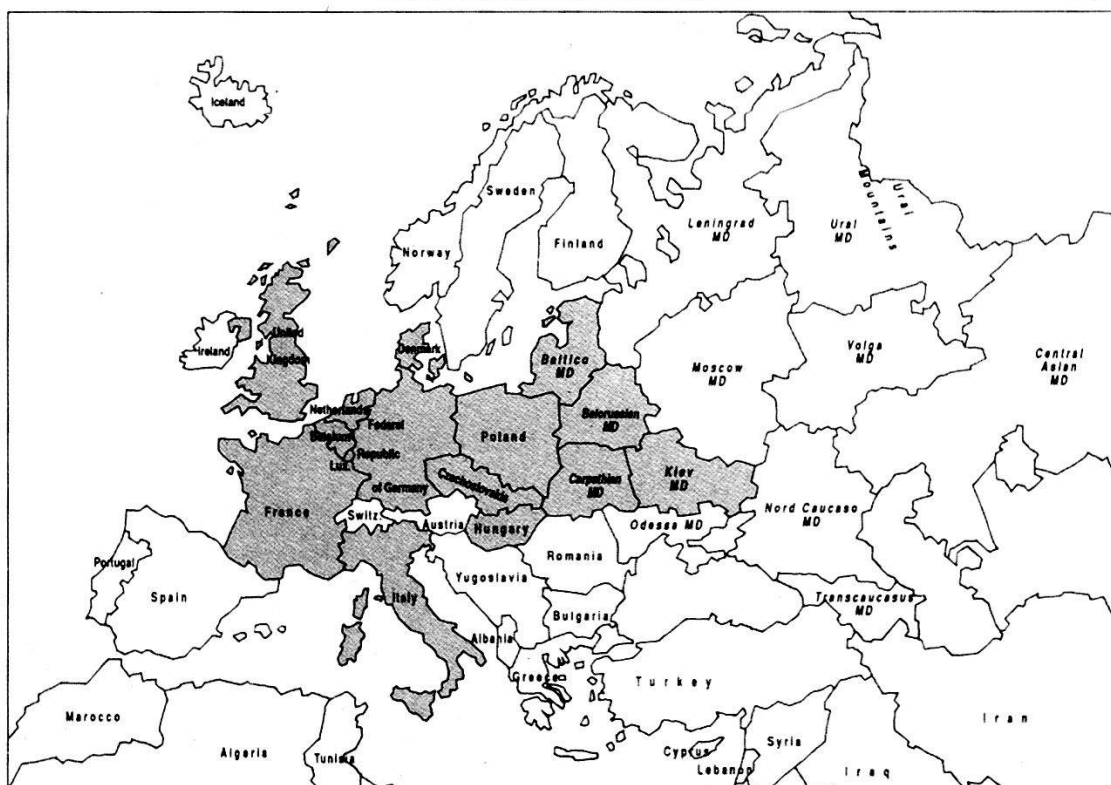 Iceland
Sweden
Norway
Finland
Leningrad
MD
Ural
MD
Ural
Mountains
United
Kingdom
Ireland
Denmark
Baltico
MD
Moscow
MD
Volga
MD
Central
Asian
MD
Netherlands
Belgium
Lux.
Federal
Republic
of Germany
Poland
Belorussian
MD
Czechoslovakia
Carpathian
MD
Kiev
MD
France
Switz.
Austria
Hungary
Odessa MD
Nord Caucaso
MD
Romania
Portugal
Spain
Italy
Yugoslavia
Bulgaria
Transcaucasus
MD
Albania
Greece
Turkey
Marocco
Algeria
Tunisia
Cyprus
Lebanon
Syria
Iraq
Iran